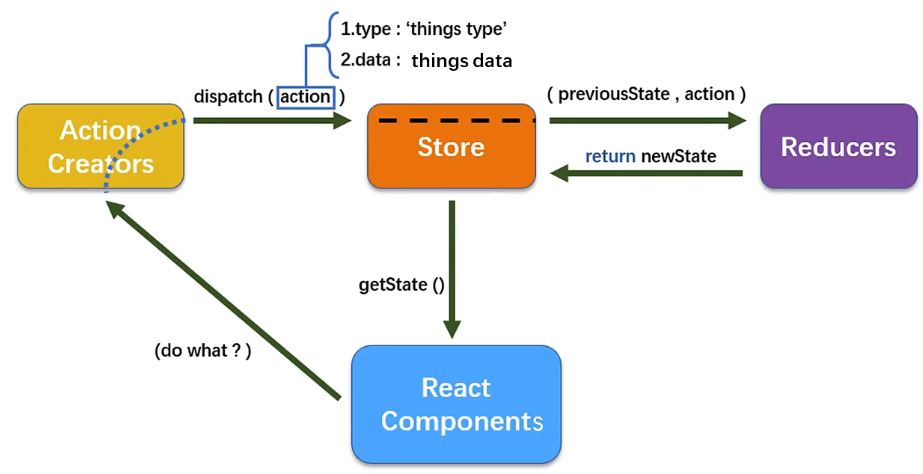 1.type : ‘things type’
2.data : things data
dispatch ( action )
( previousState , action )
Action
Creators
Store
Reducers
return newState
getState ()
(do what ? )
React
Components